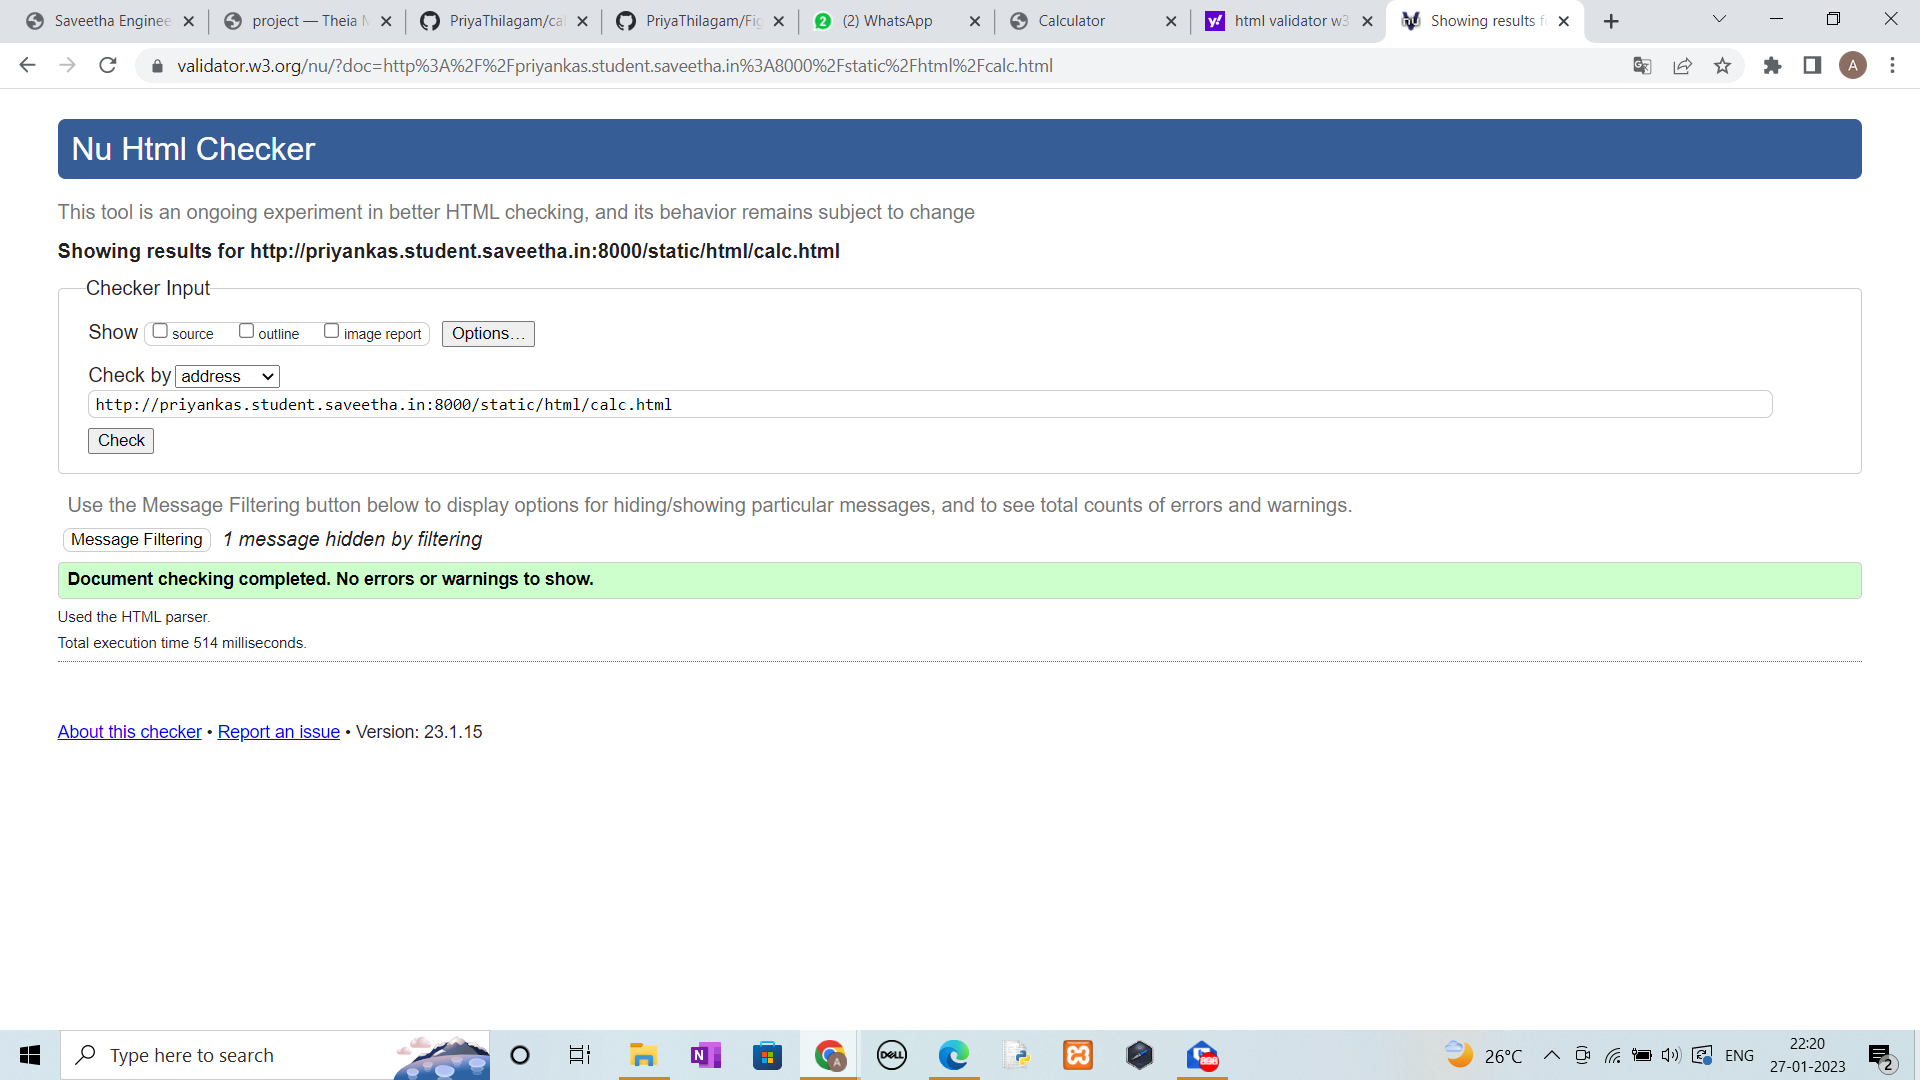 Saveetha Enginee
project — Theia
PriyaThilagam/cal
PriyaThilagam/Fig
(2) WhatsApp
Calculator
html validator w3
Showing results f
validator.w3.org/nu/?doc=http%3A%2F%2Fpriyankas.student.saveetha.in%3A8000%2Fstatic%2Fhtml%2Fcalc.html
A
Nu Html Checker
This tool is an ongoing experiment in better HTML checking, and its behavior remains subject to change
Showing results for http://priyankas.student.saveetha.in:8000/static/html/calc.html
Checker Input
Show source outline image report Options...
Check by address
http://priyankas.student.saveetha.in:8000/static/html/calc.html
Check
Use the Message Filtering button below to display options for hiding/showing particular messages, and to see total counts of errors and warnings.
Message Filtering 1 message hidden by filtering
Document checking completed. No errors or warnings to show.
Used the HTML parser.
Total execution time 514 milliseconds.
About this checker • Report an issue • Version: 23.1.15
Type here to search
N
A
DELL
898
26°C
ENG
22:20
27-01-2023
2